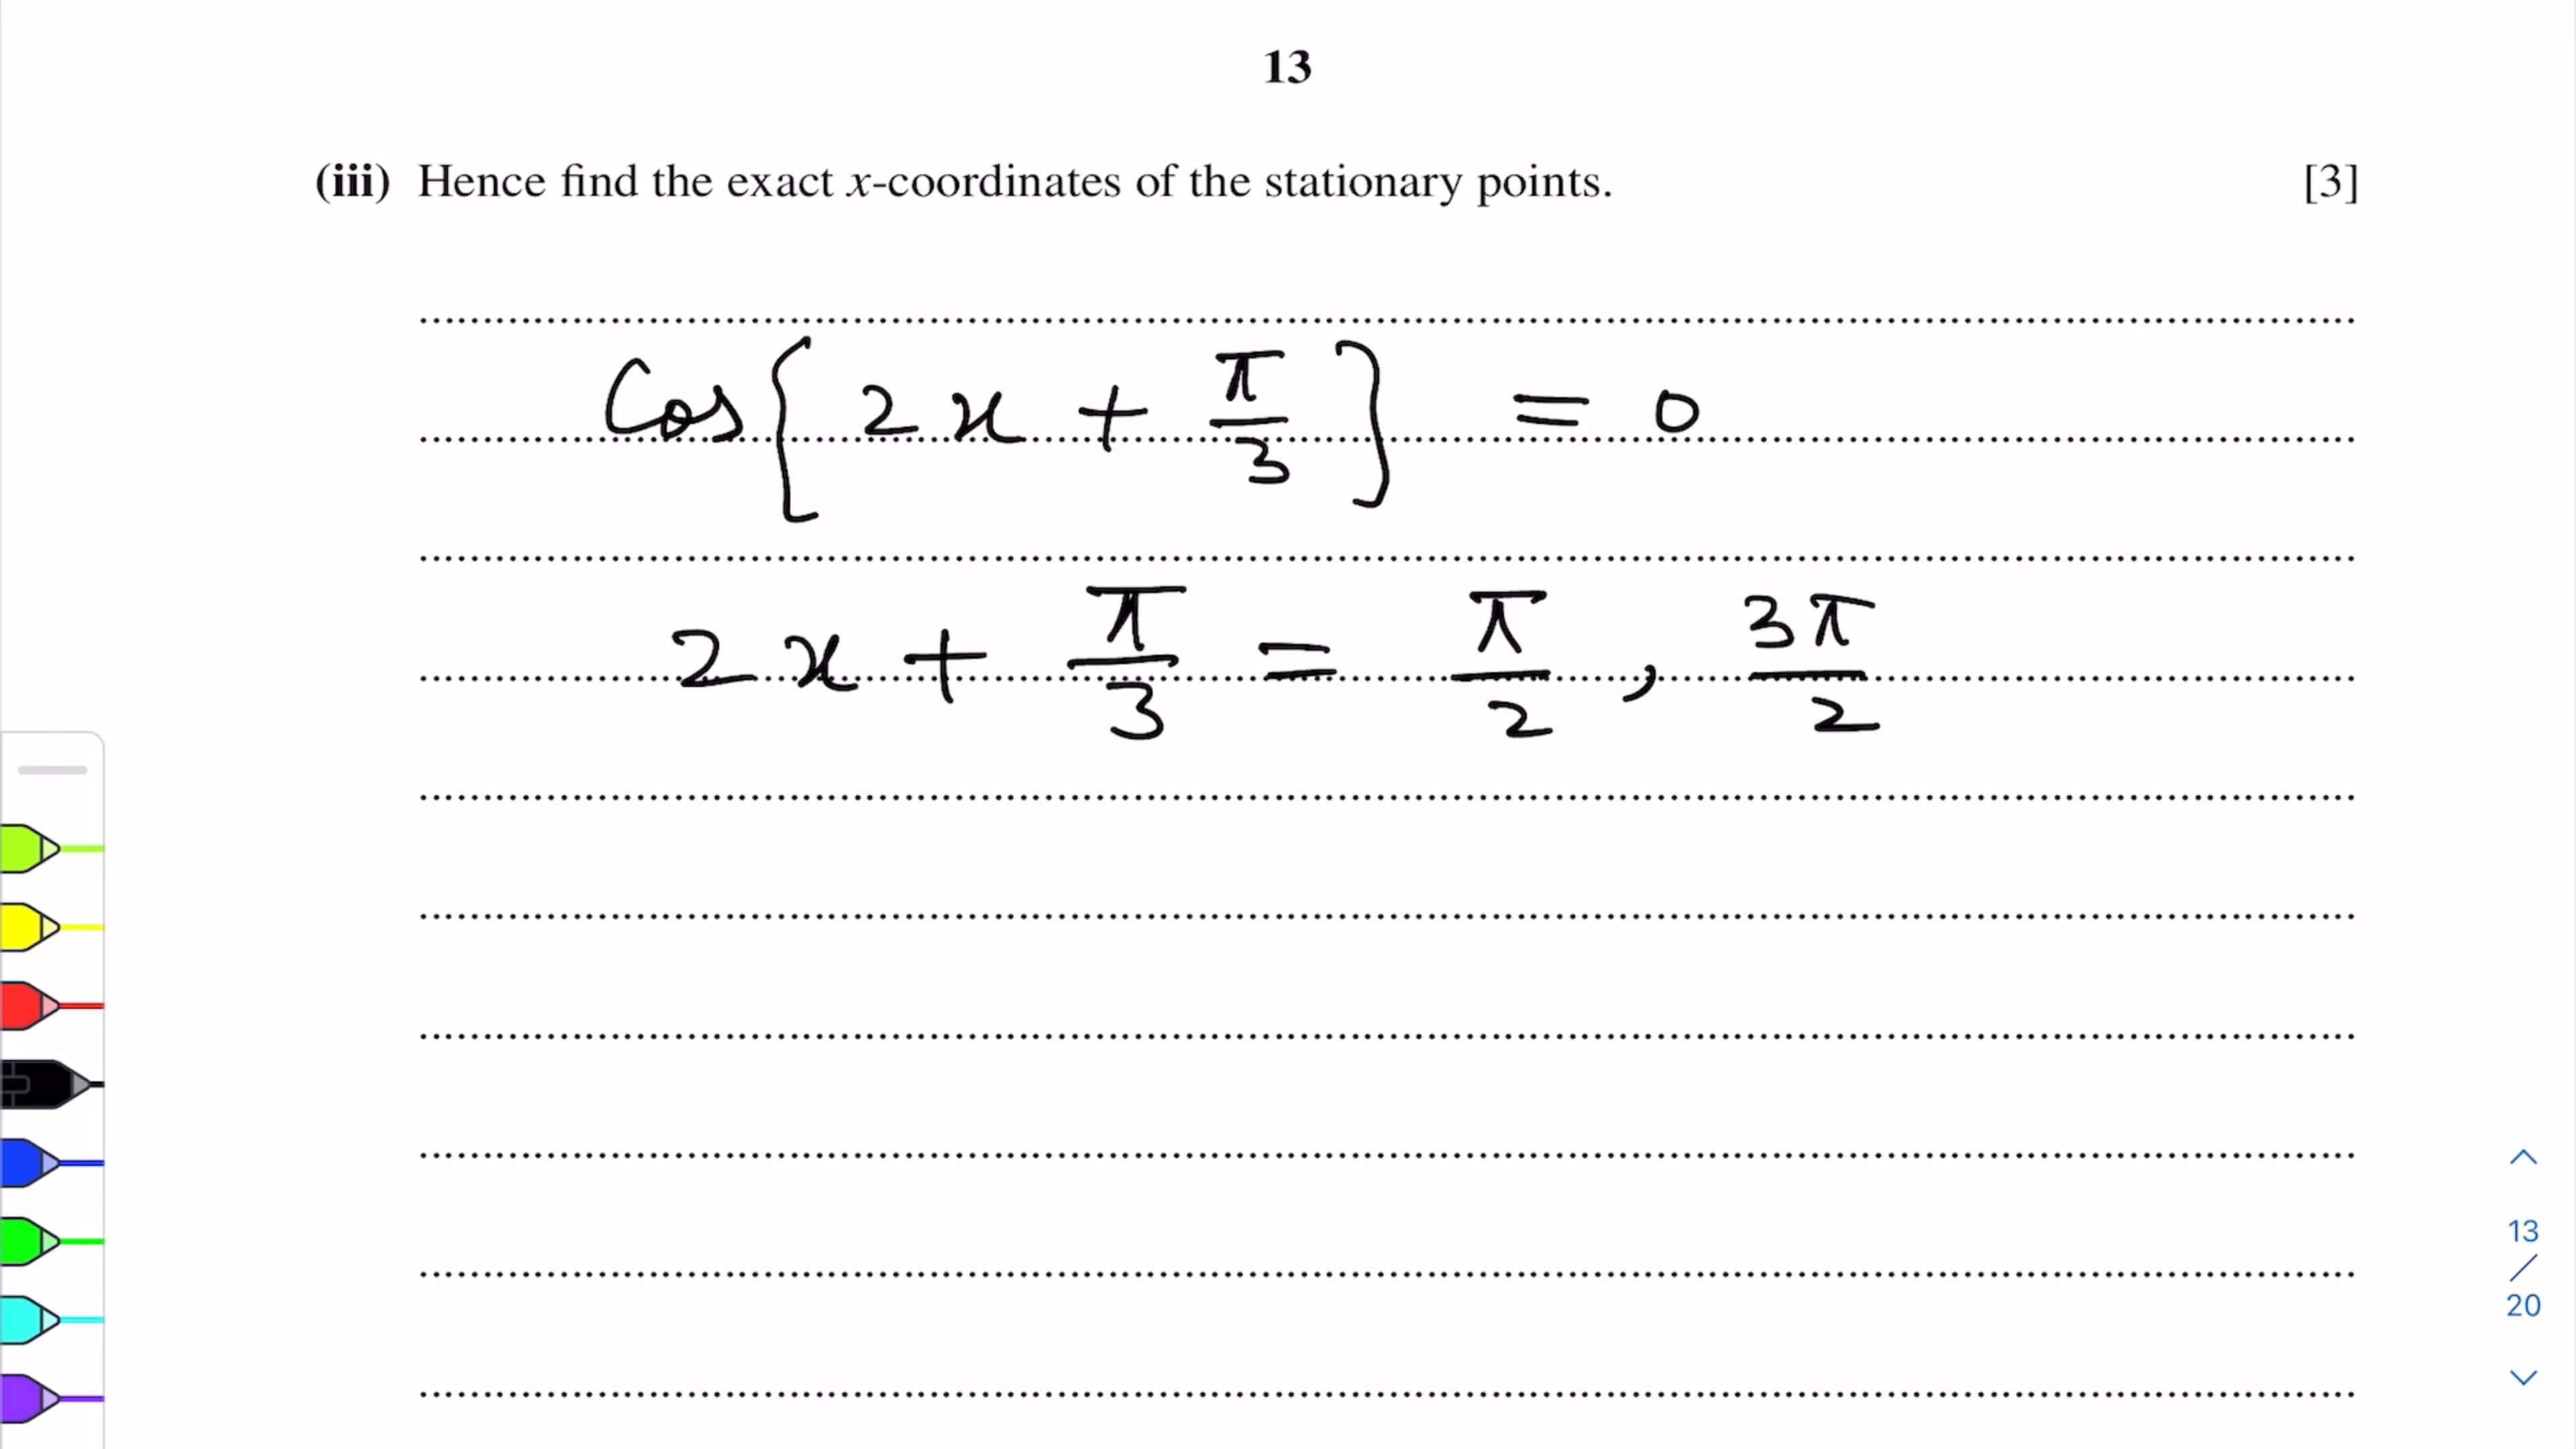 13
(iii) Hence find the exact x-coordinates of the stationary points. [3]
Cos{2x + π/3} = 0
2x + π/3 = π/2, 3π/2
13
/
20